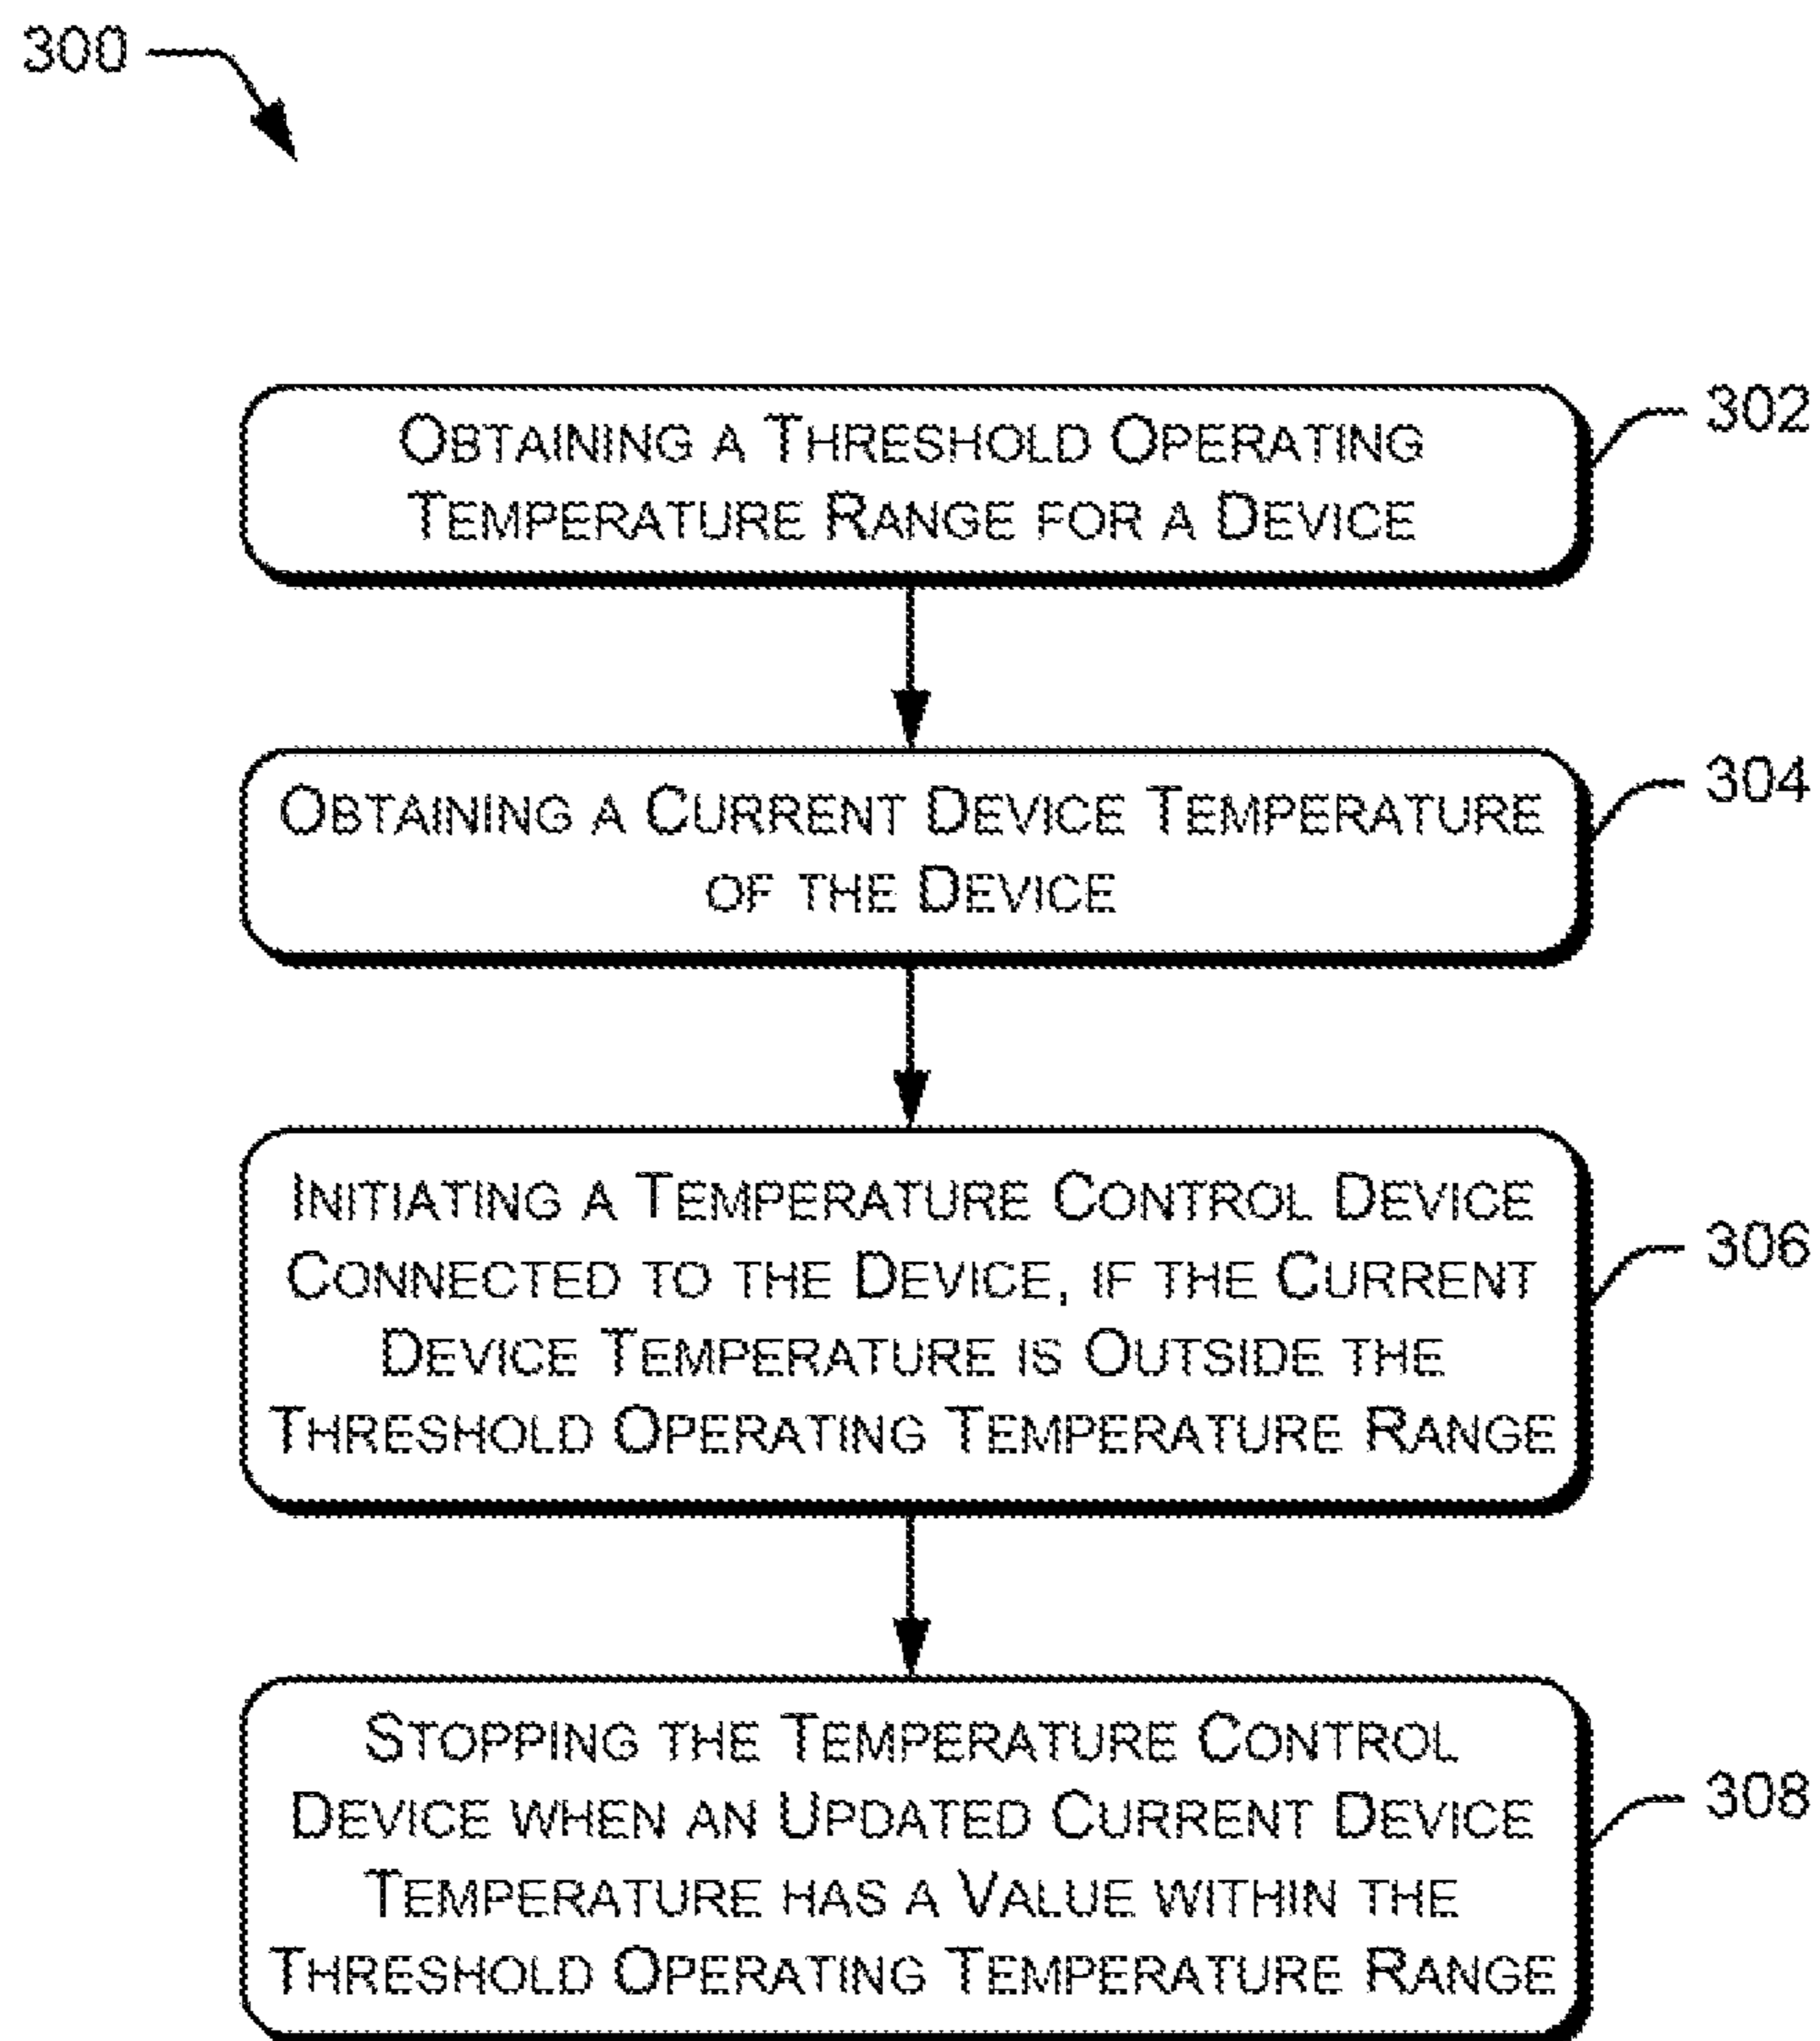 300
OBTAINING A THRESHOLD OPERATING
TEMPERATURE RANGE FOR A DEVICE
302
OBTAINING A CURRENT DEVICE TEMPERATURE
OF THE DEVICE
304
INITIATING A TEMPERATURE CONTROL DEVICE
CONNECTED TO THE DEVICE, IF THE CURRENT
DEVICE TEMPERATURE IS OUTSIDE THE
THRESHOLD OPERATING TEMPERATURE RANGE
306
STOPPING THE TEMPERATURE CONTROL
DEVICE WHEN AN UPDATED CURRENT DEVICE
TEMPERATURE HAS A VALUE WITHIN THE
THRESHOLD OPERATING TEMPERATURE RANGE
308